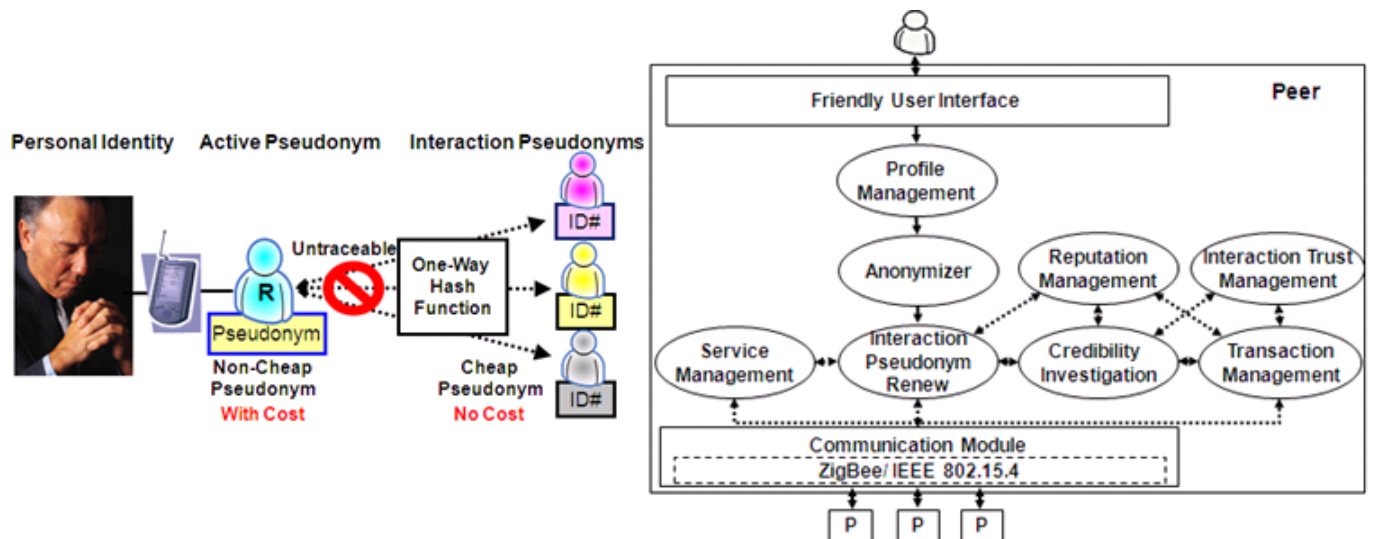 Personal Identity
Active Pseudonym
Interaction Pseudonyms
ID#
Untraceable
One-Way
Hash
Function
R
ID#
Pseudonym
Non-Cheap
Pseudonym
With Cost
Cheap
Pseudonym
No Cost
ID#
Peer
Friendly User Interface
Profile
Management
Anonymizer
Reputation
Management
Interaction Trust
Management
Service
Management
Interaction
Pseudonym
Renew
Credibility
Investigation
Transaction
Management
Communication Module
ZigBee/ IEEE 802.15.4
P
P
P